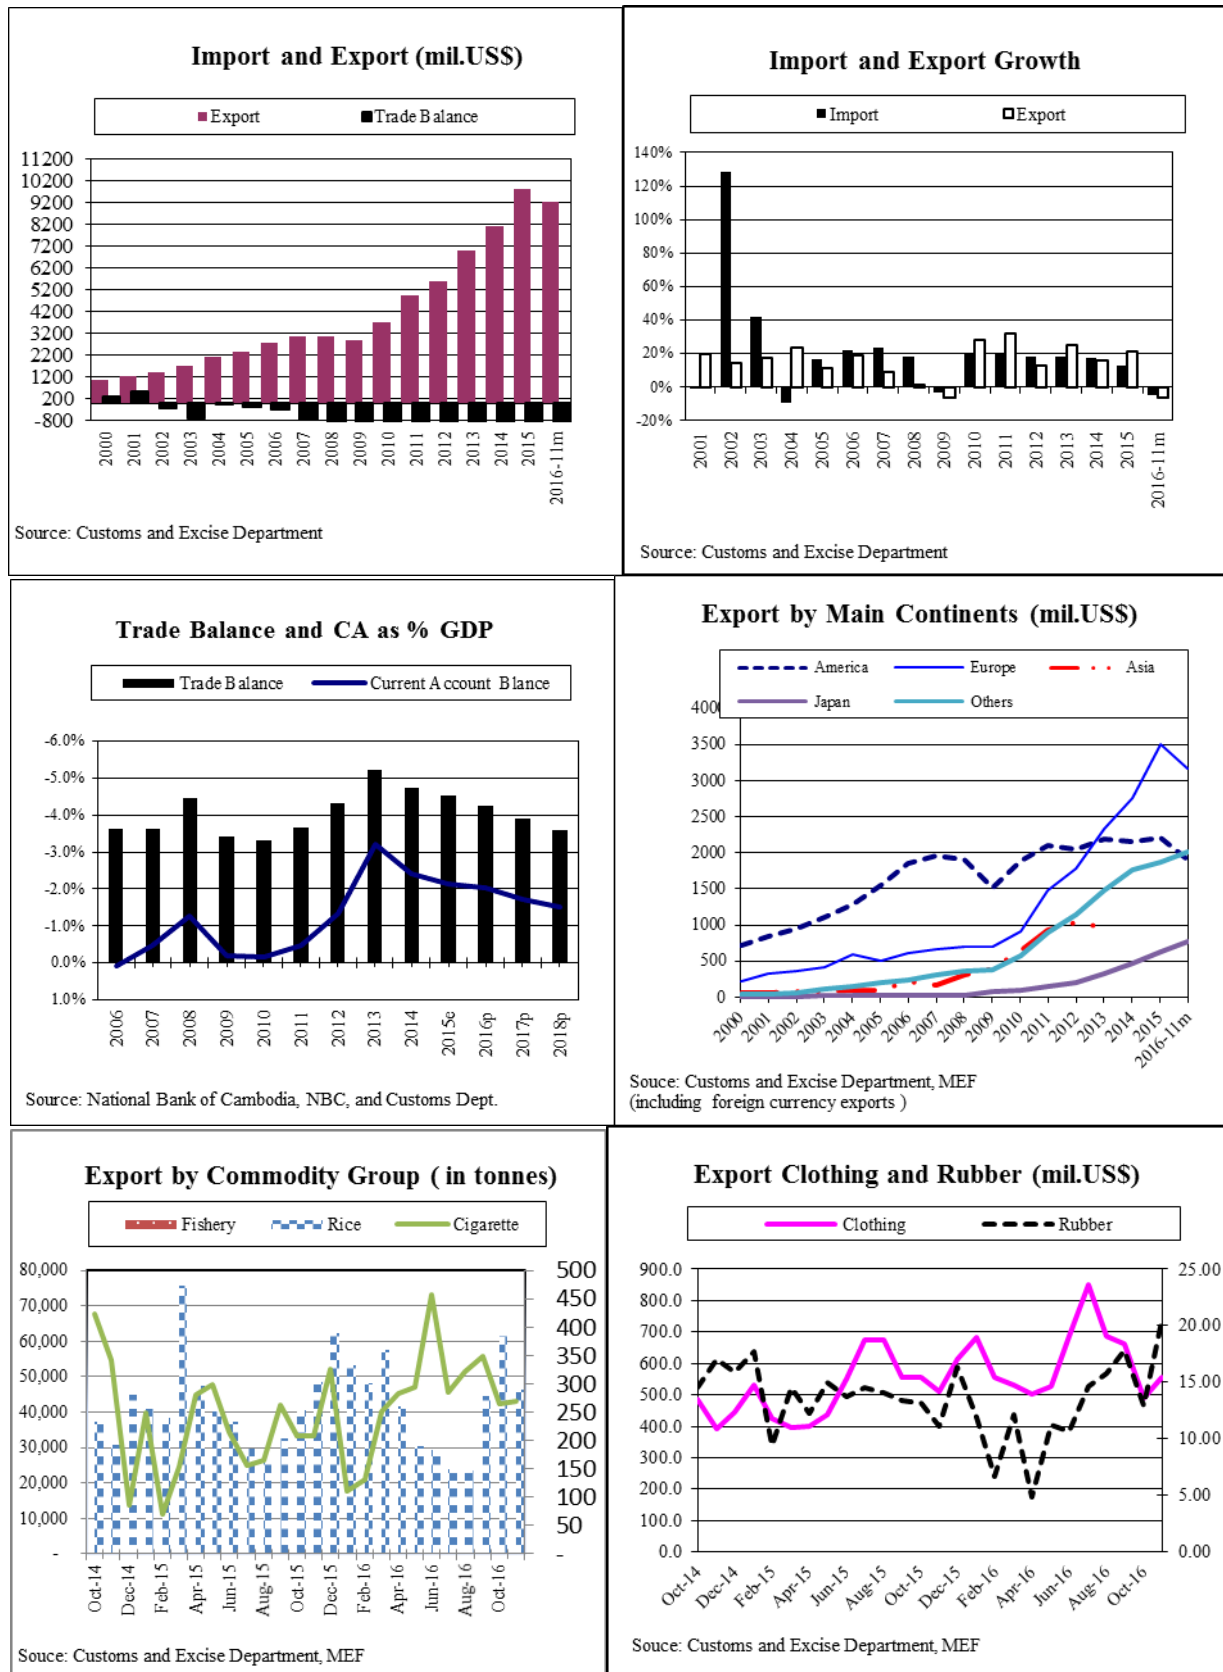 Import and Export (mil.US$)
Export
Trade Balance
11200
10200
9200
8200
7200
6200
5200
4200
3200
2200
1200
200
-800
2000
2001
2002
2003
2004
2005
2006
2007
2008
2009
2010
2011
2012
2013
2014
2015
2016-11m
Source: Customs and Excise Department
Import and Export Growth
Import
Export
140%
120%
100%
80%
60%
40%
20%
0%
-20%
2001
2002
2003
2004
2005
2006
2007
2008
2009
2010
2011
2012
2013
2014
2015
2016-11m
Source: Customs and Excise Department
Trade Balance and CA as % GDP
Trade Balance
Current Account Blance
-6.0%
-5.0%
-4.0%
-3.0%
-2.0%
-1.0%
0.0%
1.0%
2006
2007
2008
2009
2010
2011
2012
2013
2014
2015e
2016p
2017p
2018p
Source: National Bank of Cambodia, NBC, and Customs Dept.
Export by Main Continents (mil.US$)
America
Europe
Asia
Japan
Others
4000
3500
3000
2500
2000
1500
1000
500
0
2000
2001
2002
2003
2004
2005
2006
2007
2008
2009
2010
2011
2012
2013
2014
2015
2016-11m
Souce: Customs and Excise Department, MEF
(including foreign currency exports )
Export by Commodity Group ( in tonnes)
Fishery
Rice
Cigarette
80,000
70,000
60,000
50,000
40,000
30,000
20,000
10,000
-
500
450
400
350
300
250
200
150
100
50
-
Oct-14
Dec-14
Feb-15
Apr-15
Jun-15
Aug-15
Oct-15
Dec-15
Feb-16
Apr-16
Jun-16
Aug-16
Oct-16
Souce: Customs and Excise Department, MEF
Export Clothing and Rubber (mil.US$)
Clothing
Rubber
900.0
800.0
700.0
600.0
500.0
400.0
300.0
200.0
100.0
0.0
25.00
20.00
15.00
10.00
5.00
0.00
Oct-14
Dec-14
Feb-15
Apr-15
Jun-15
Aug-15
Oct-15
Dec-15
Feb-16
Apr-16
Jun-16
Aug-16
Oct-16
Souce: Customs and Excise Department, MEF